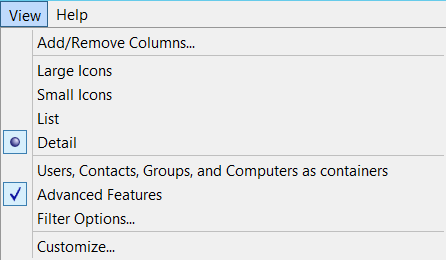 View Help
Add/Remove Columns...
Large Icons
Small Icons
List
Detail
Users, Contacts, Groups, and Computers as containers
Advanced Features
Filter Options...
Customize...